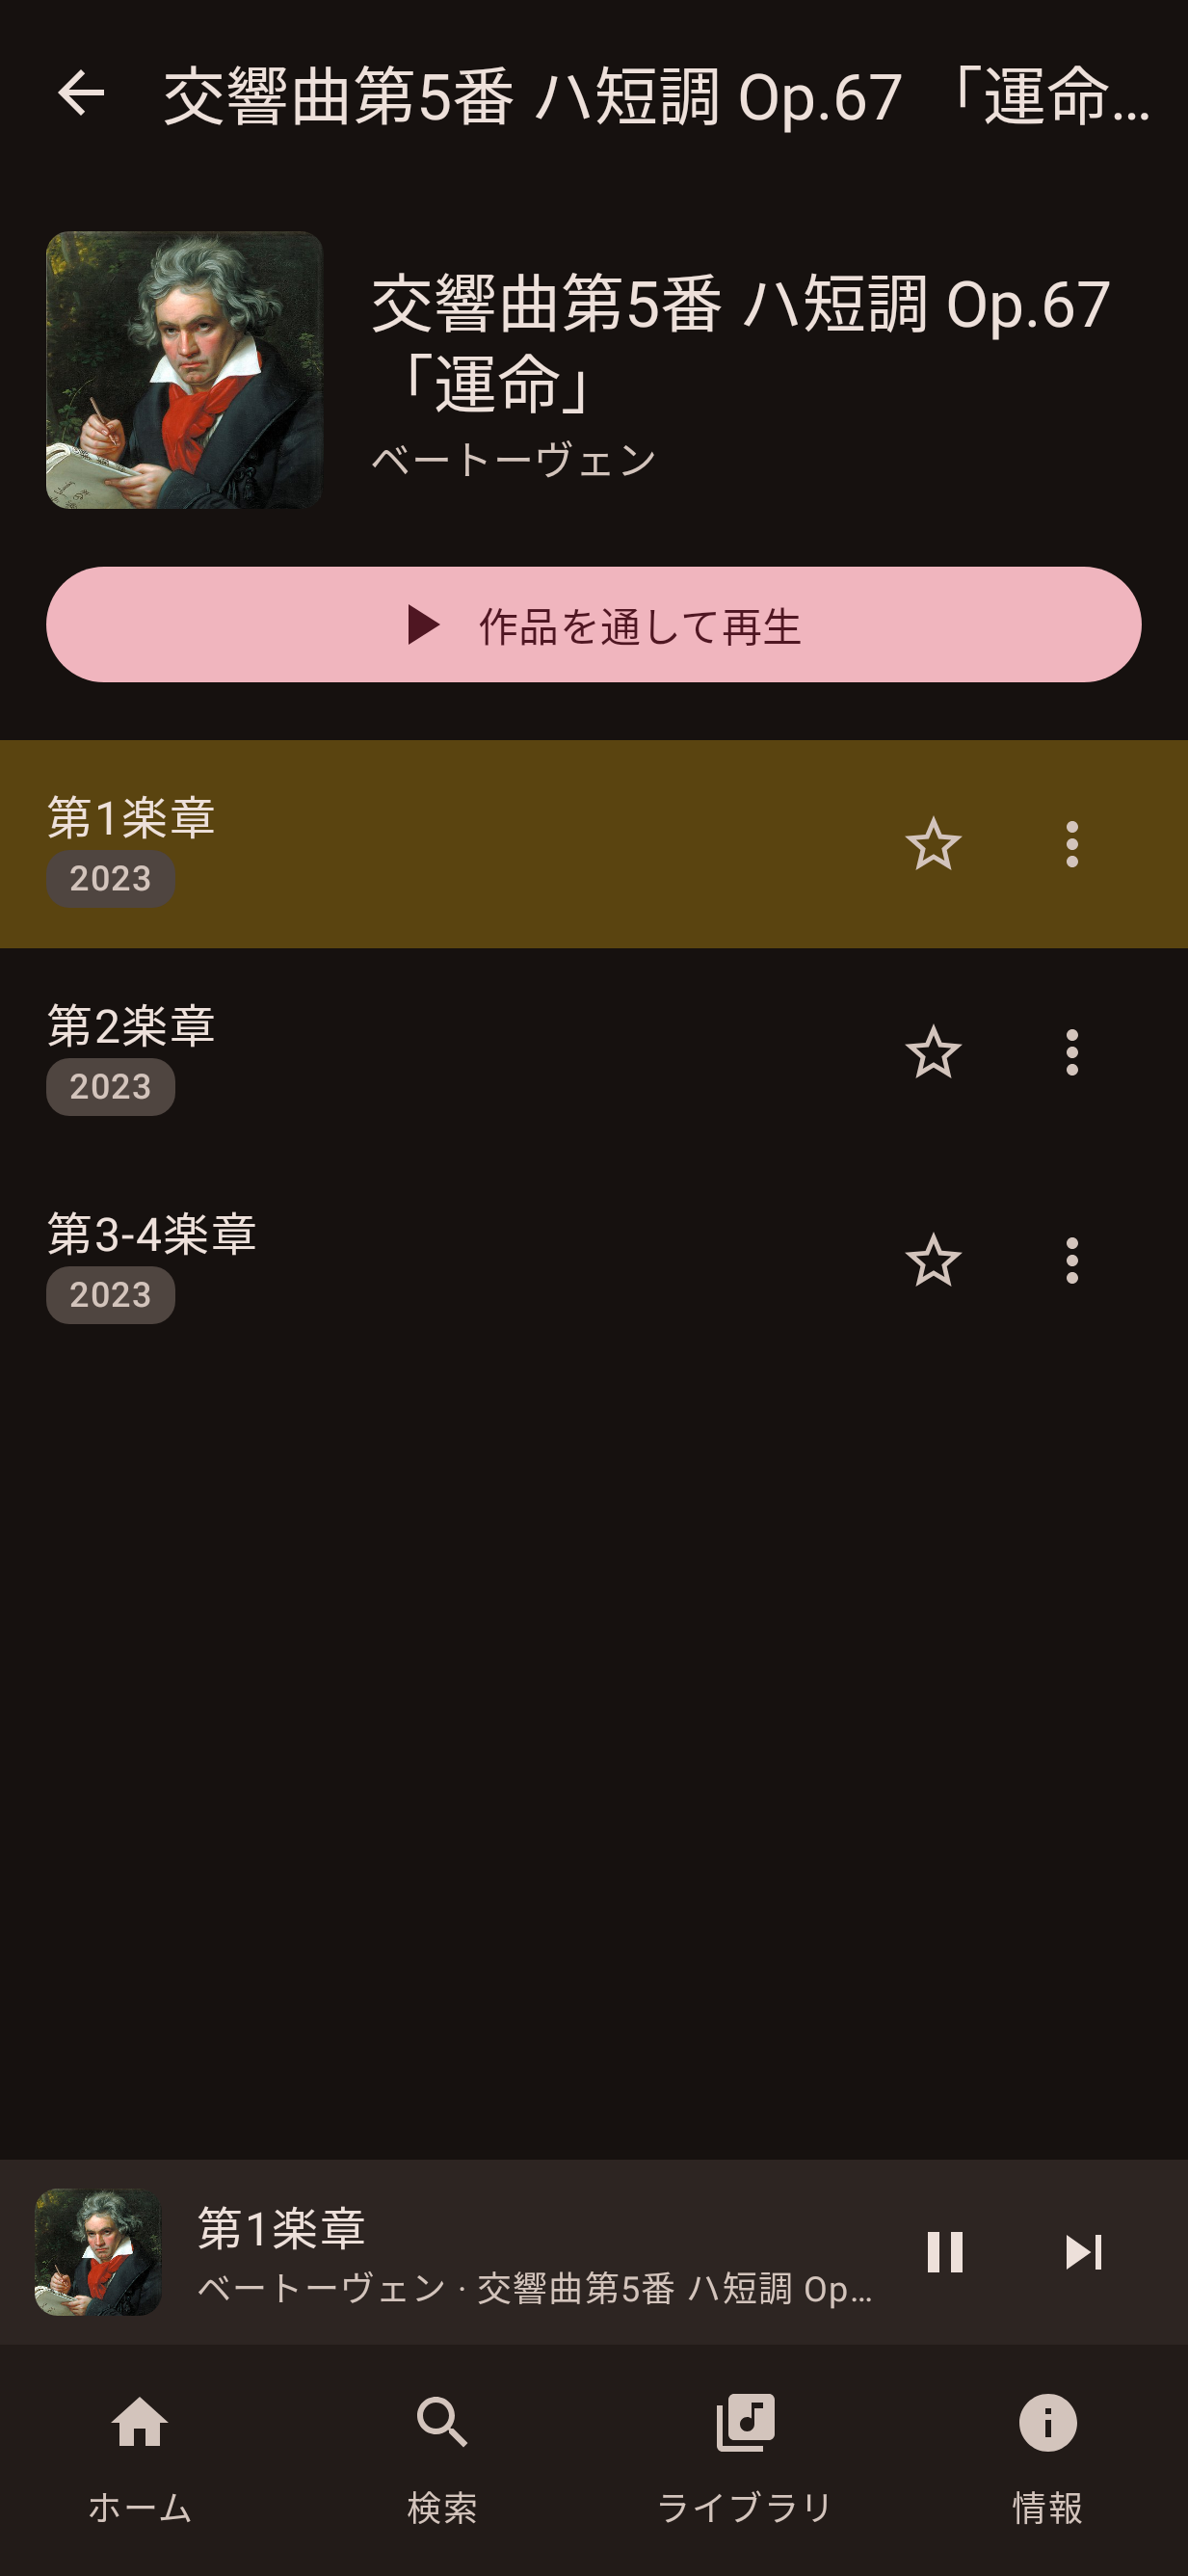 交響曲第5番 ハ短調 Op.67 「運命…
交響曲第5番 ハ短調 Op.67
「運命」
ベートーヴェン
作品を通して再生
第1楽章
2023
第2楽章
2023
第3-4楽章
2023
第1楽章
ベートーヴェン · 交響曲第5番 ハ短調 Op…
ホーム
検索
ライブラリ
情報